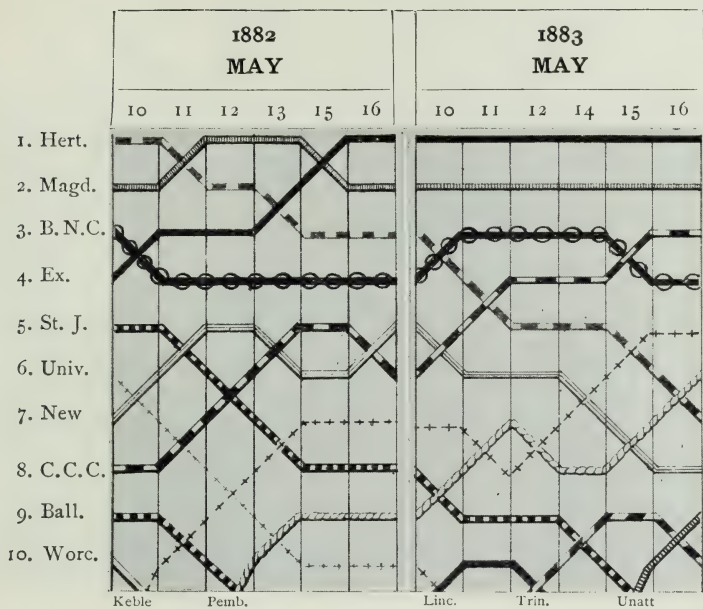 1882
MAY
1883
MAY
10 11 12 13 15 16
10 11 12 14 15 16
1. Hert.
2. Magd.
3. B.N.C.
4. Ex.
5. St. J.
6. Univ.
7. New
8. C.C.C.
9. Ball.
10. Worc.
Keble Pemb. Linc. Trin. Unatt